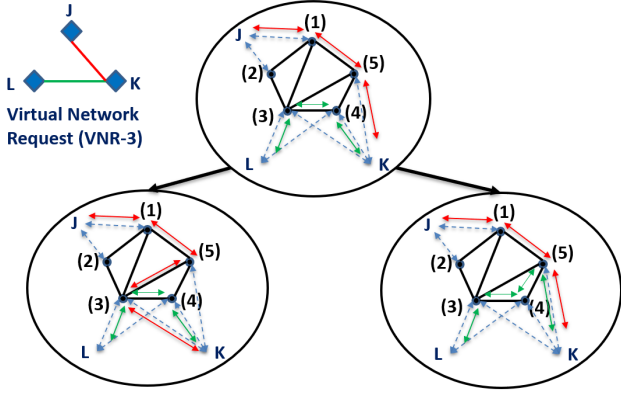 J
L
K
Virtual Network
Request (VNR-3)
J
(1)
(2)
(5)
(3)
(4)
L
K
J
(1)
(2)
(5)
(3)
(4)
L
K
J
(1)
(2)
(5)
(3)
(4)
L
K